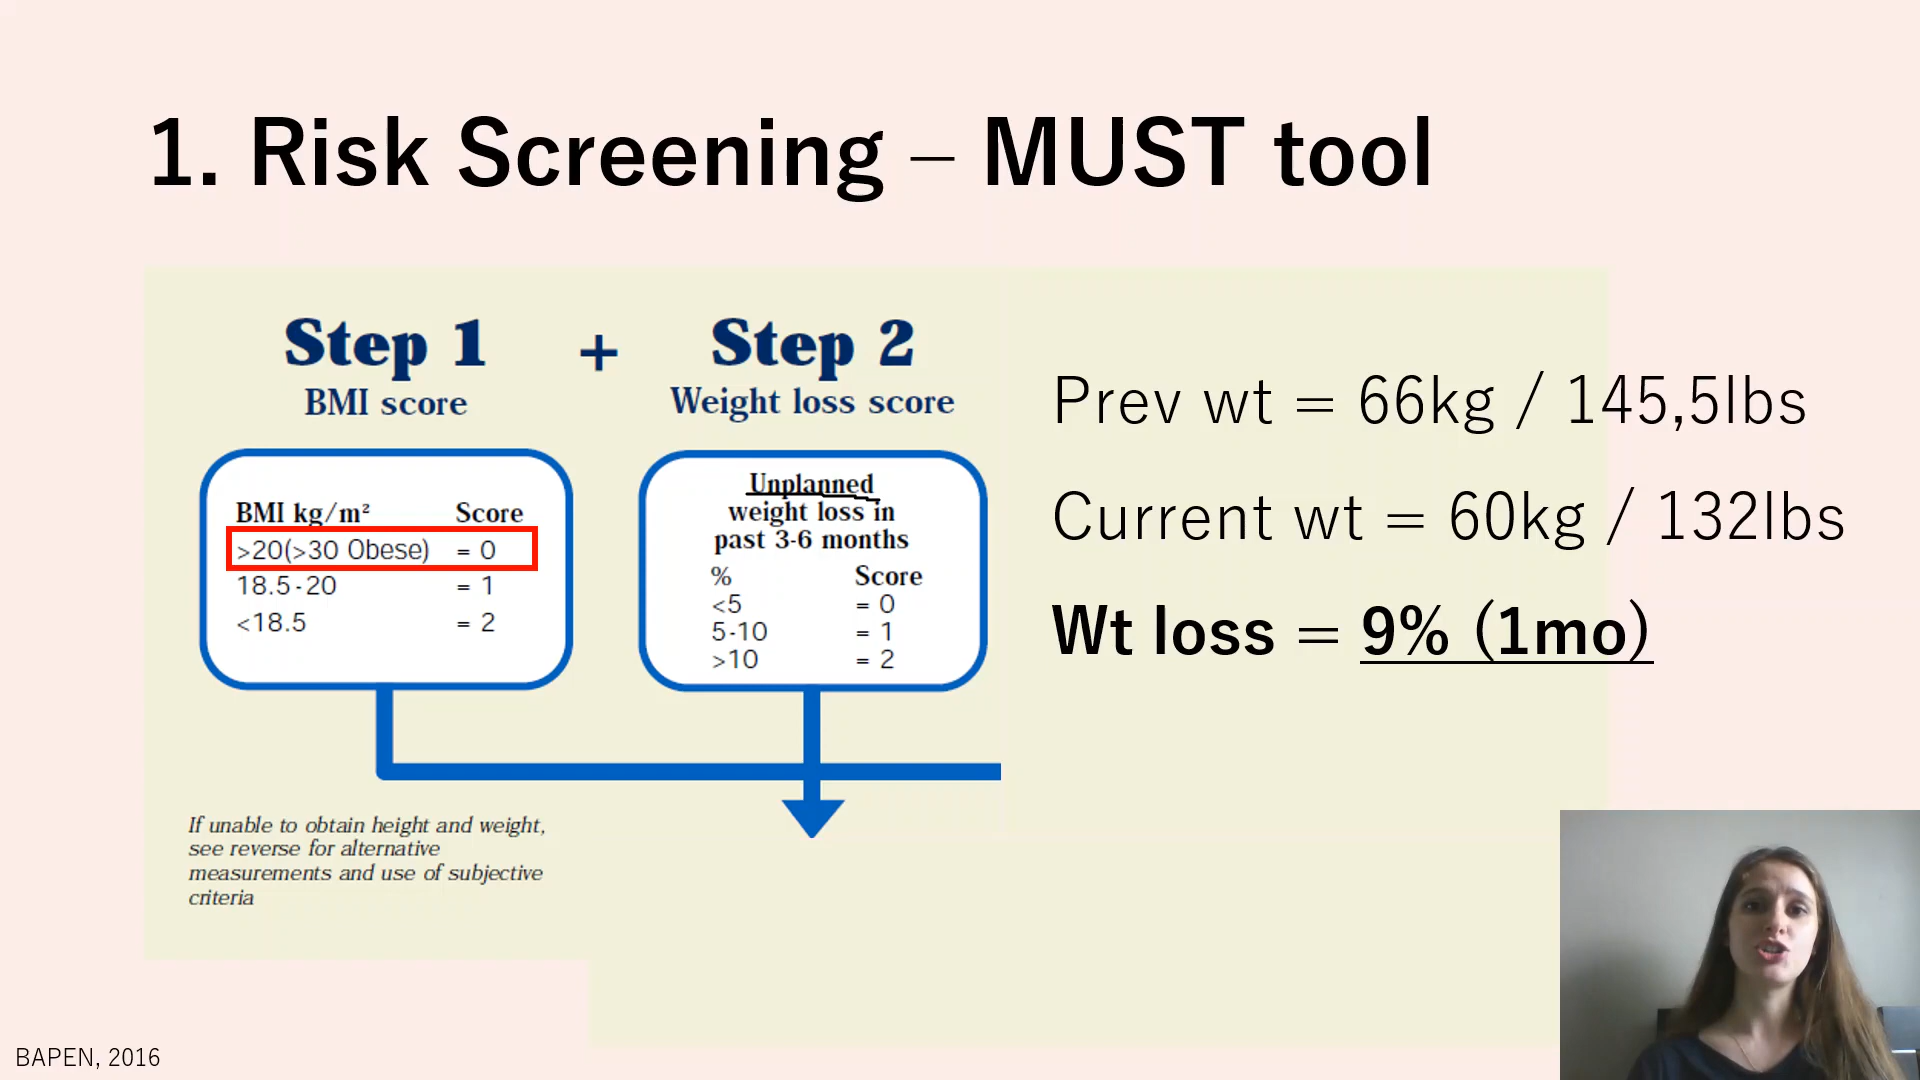 1. Risk Screening – MUST tool
Step 1 + Step 2
BMI score
Weight loss score
BMI kg/m² Score
>20(>30 Obese) = 0
18.5-20 = 1
<18.5 = 2
Unplanned
weight loss in
past 3-6 months
% Score
<5 = 0
5-10 = 1
>10 = 2
If unable to obtain height and weight,
see reverse for alternative
measurements and use of subjective
criteria
Prev wt = 66kg / 145,5lbs
Current wt = 60kg / 132lbs
Wt loss = 9% (1mo)
BAPEN, 2016